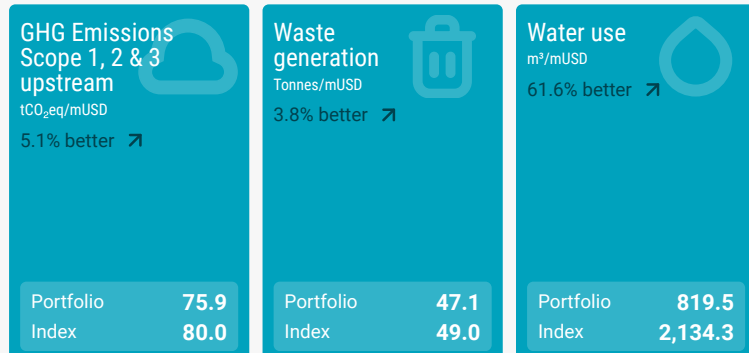 GHG Emissions
Scope 1, 2 & 3
upstream
tCO₂eq/mUSD
5.1% better
Portfolio 75.9
Index 80.0
Waste
generation
Tonnes/mUSD
3.8% better
Portfolio 47.1
Index 49.0
Water use
m³/mUSD
61.6% better
Portfolio 819.5
Index 2,134.3